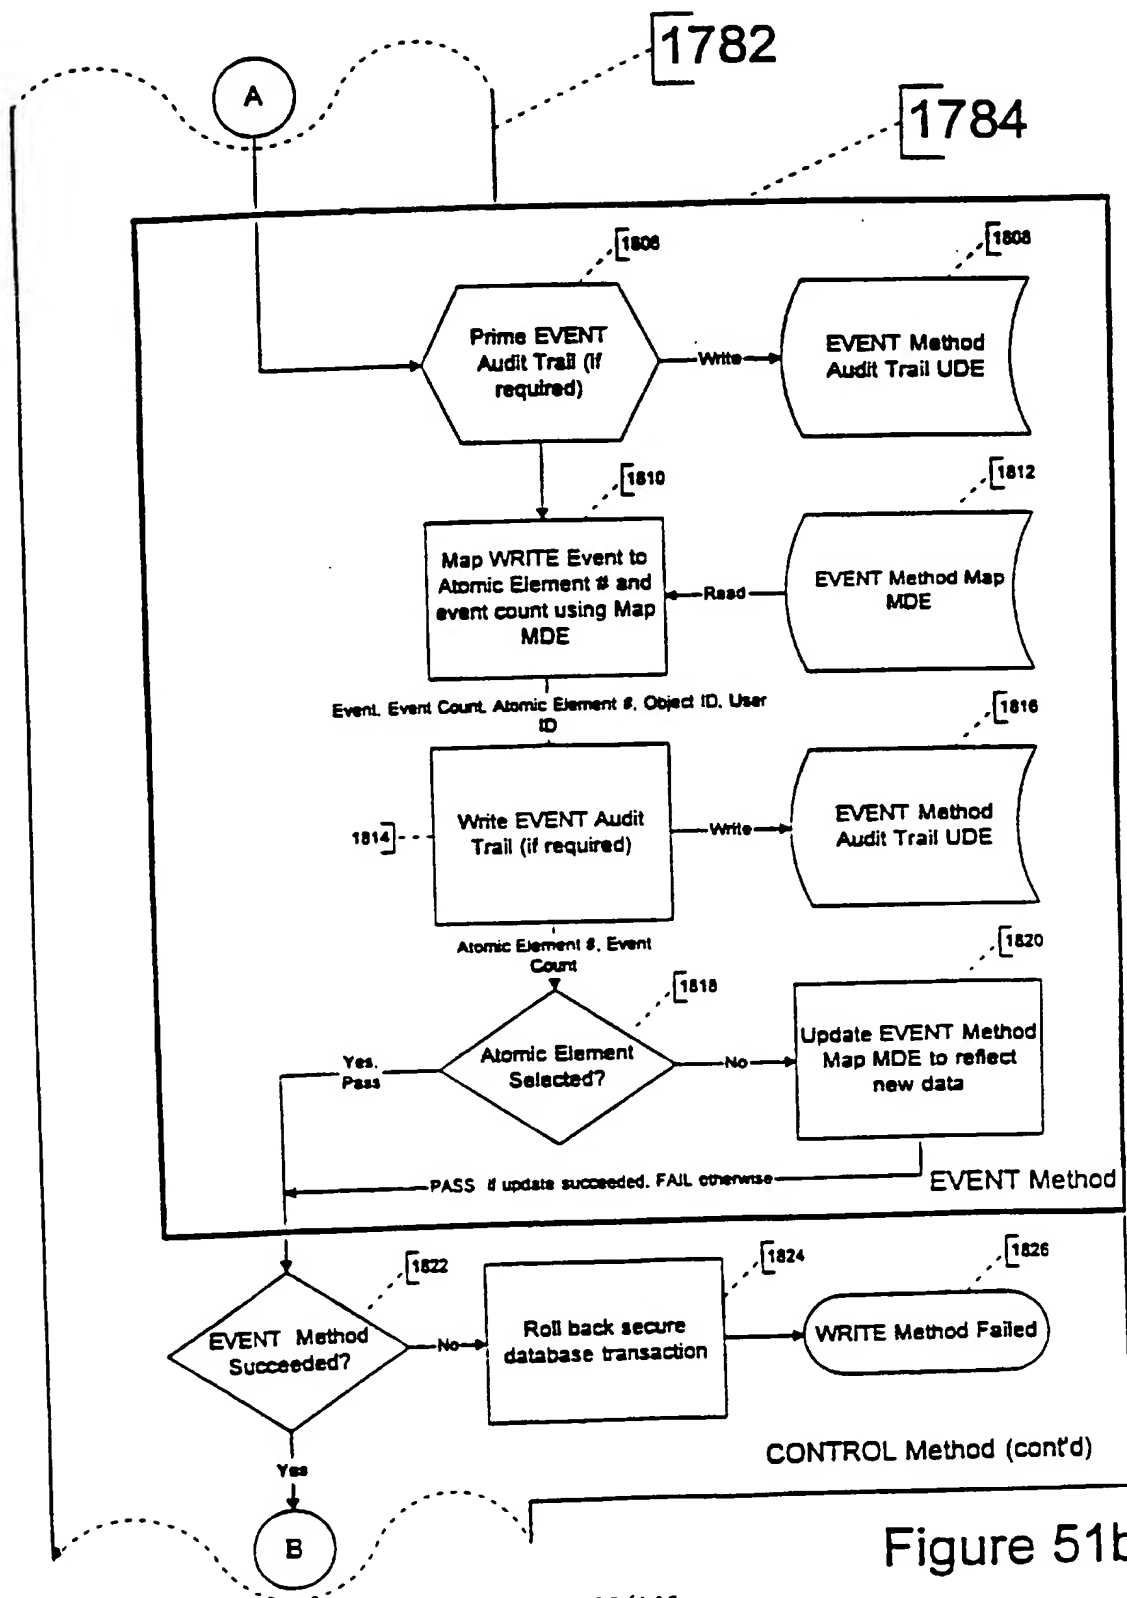 1782
A
1784
1806
1808
Prime EVENT
Audit Trail (if
required)
Write
EVENT Method
Audit Trail UDE
1810
1812
Map WRITE Event to
Atomic Element # and
event count using Map
MDE
Read
EVENT Method Map
MDE
Event, Event Count, Atomic Element #, Object ID, User
ID
1816
1814
Write EVENT Audit
Trail (if required)
Write
EVENT Method
Audit Trail UDE
Atomic Element #, Event
Count
1820
1818
Yes,
Pass
Atomic Element
Selected?
No
Update EVENT Method
Map MDE to reflect
new data
PASS if update succeeded, FAIL otherwise
EVENT Method
1822
1824
1826
EVENT Method
Succeeded?
No
Roll back secure
database transaction
WRITE Method Failed
CONTROL Method (cont'd)
Yes
B
Figure 51b